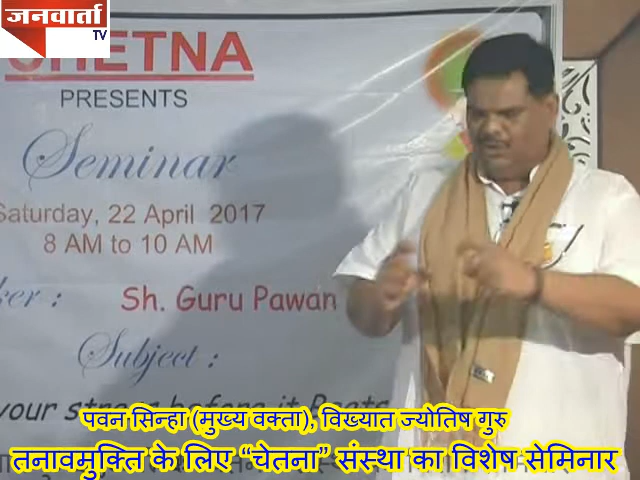 जनवार्ता
TV
CHETNA
PRESENTS
Seminar
Saturday, 22 April 2017
8 AM to 10 AM
Sh. Guru Pawan
Subject :
your stress before it
पवन सिन्हा (मुख्य वक्ता), विख्यात ज्योतिष गुरु
तनावमुक्ति के लिए “चेतना” संस्था का विशेष सेमिनार